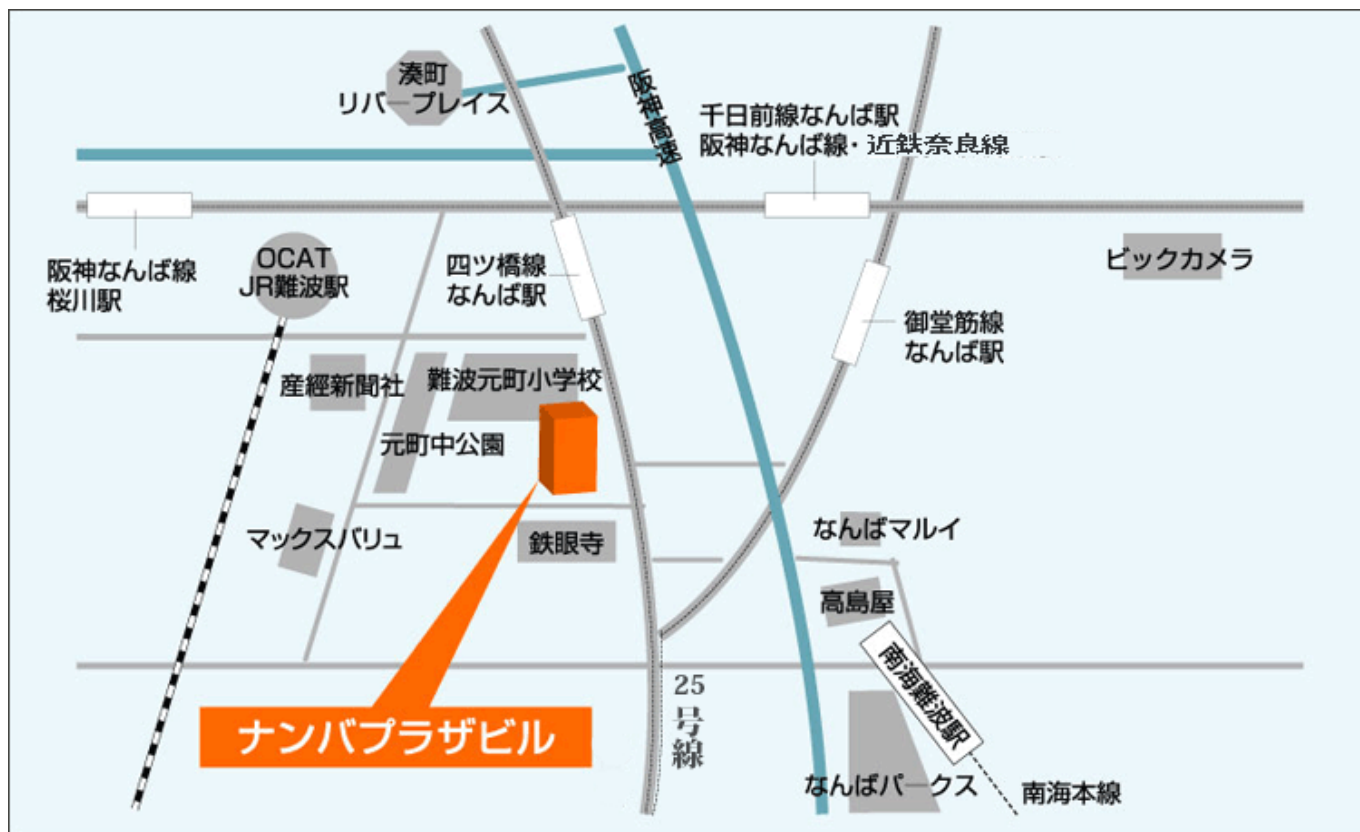 湊町
リバープレイス
阪神高速
千日前線なんば駅
阪神なんば線・近鉄奈良線
阪神なんば線
桜川駅
OCAT
JR難波駅
四ツ橋線
なんば駅
ビックカメラ
御堂筋線
なんば駅
産經新聞社
難波元町小学校
元町中公園
マックスバリュ
鉄眼寺
なんばマルイ
高島屋
南海難波駅
25号線
ナンバプラザビル
なんばパークス
南海本線